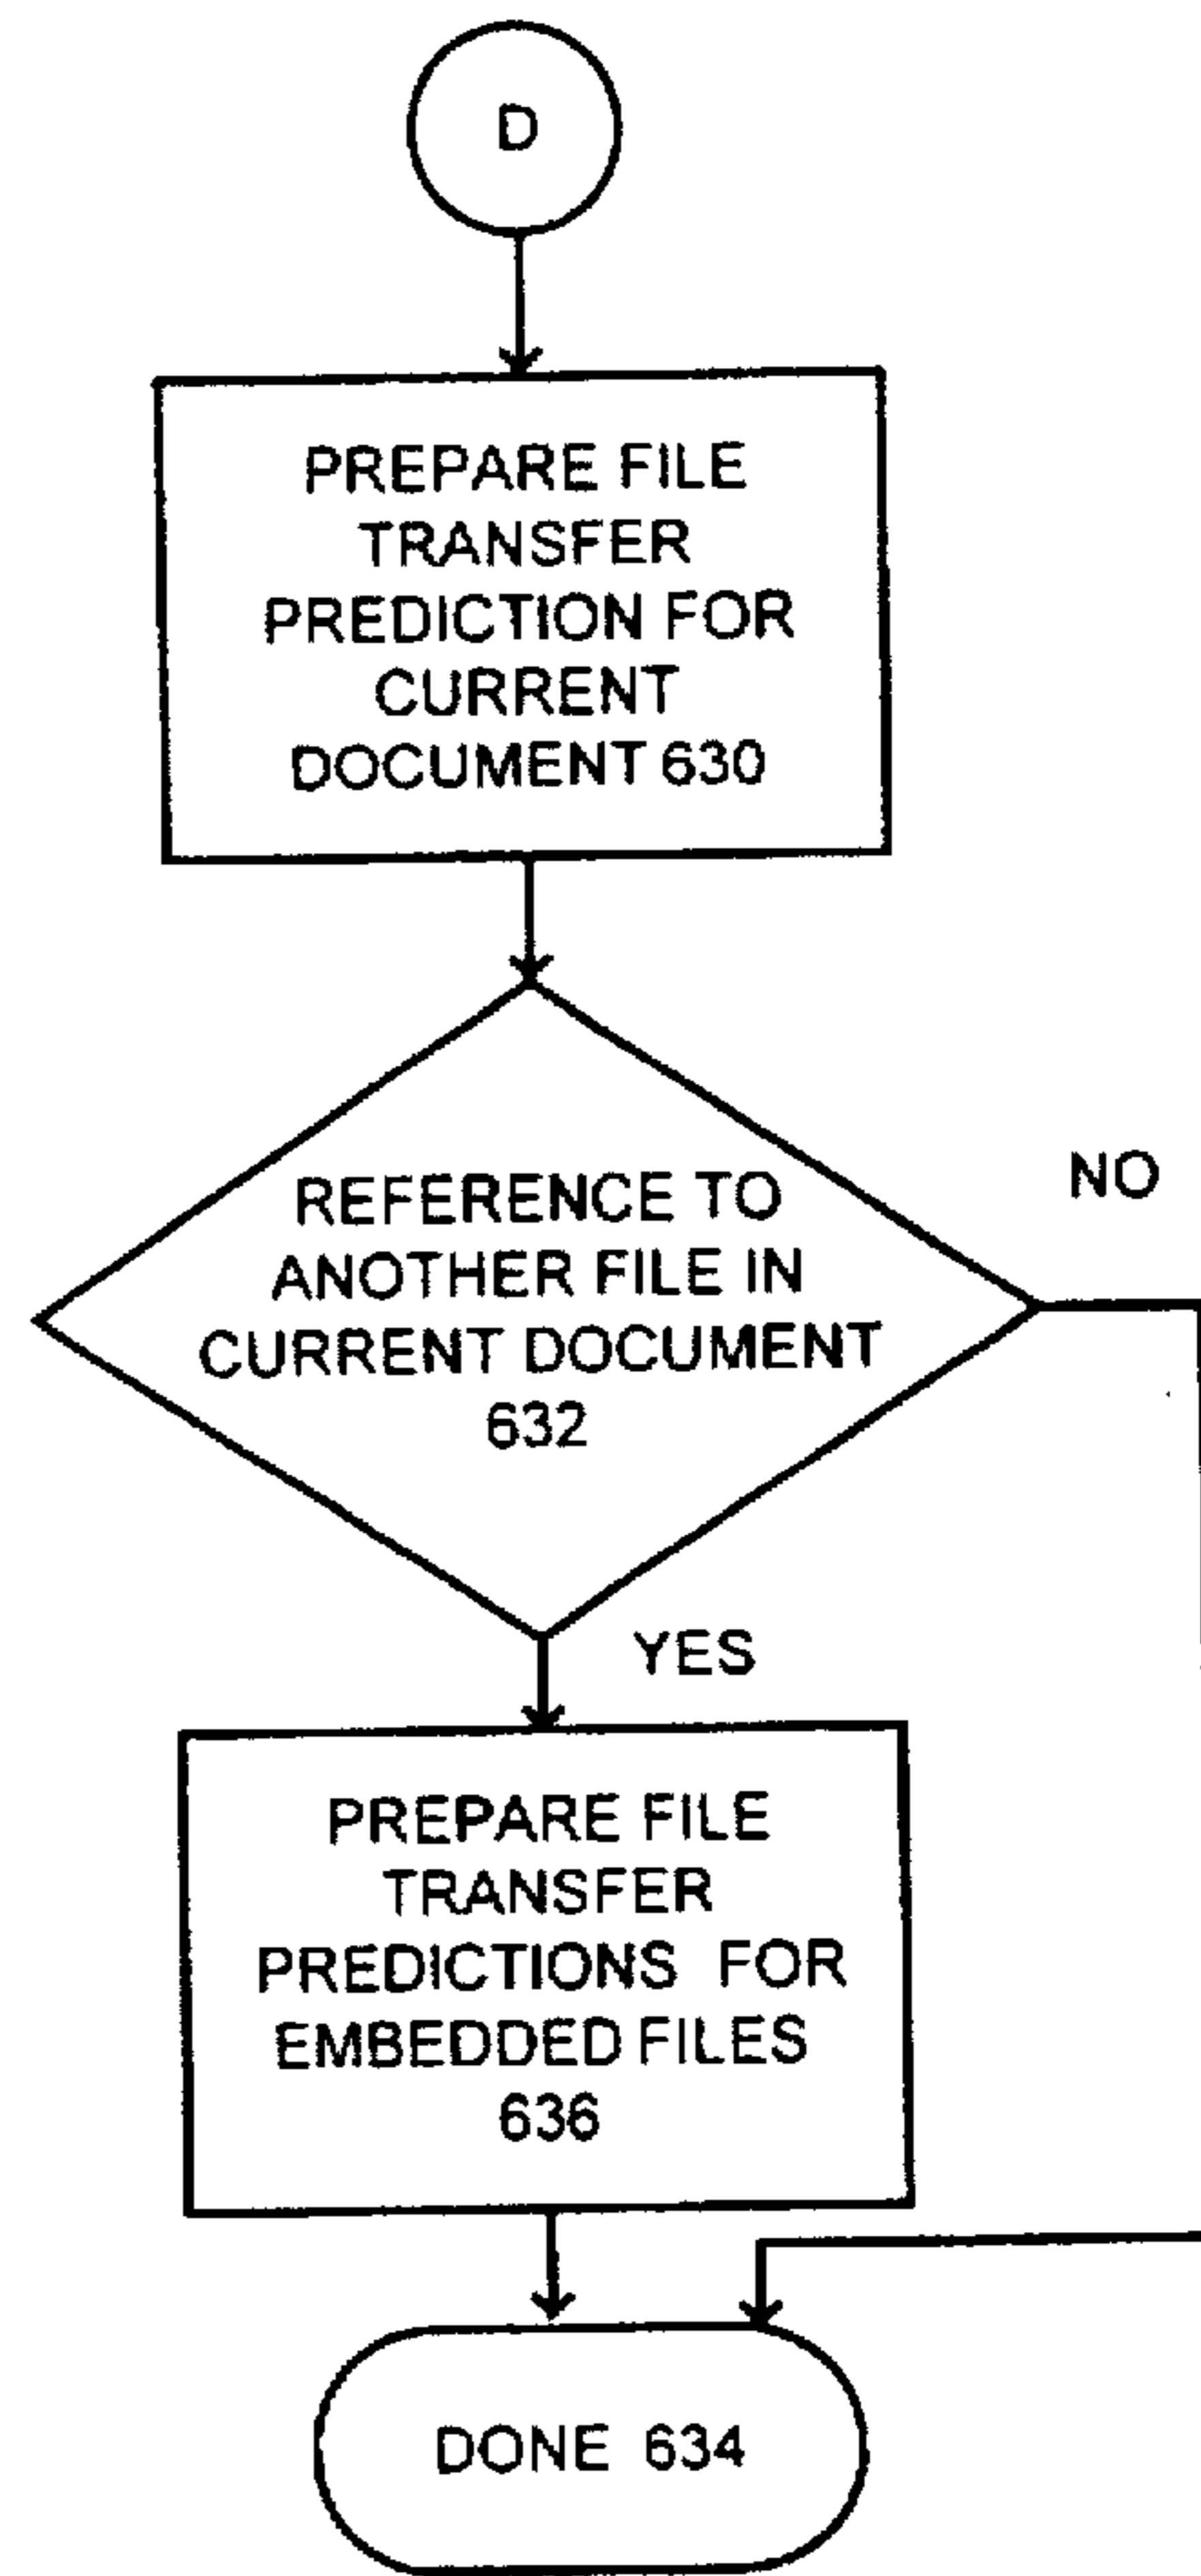 D
PREPARE FILE
TRANSFER
PREDICTION FOR
CURRENT
DOCUMENT 630
REFERENCE TO
ANOTHER FILE IN
CURRENT DOCUMENT
632
NO
YES
PREPARE FILE
TRANSFER
PREDICTIONS FOR
EMBEDDED FILES
636
DONE 634